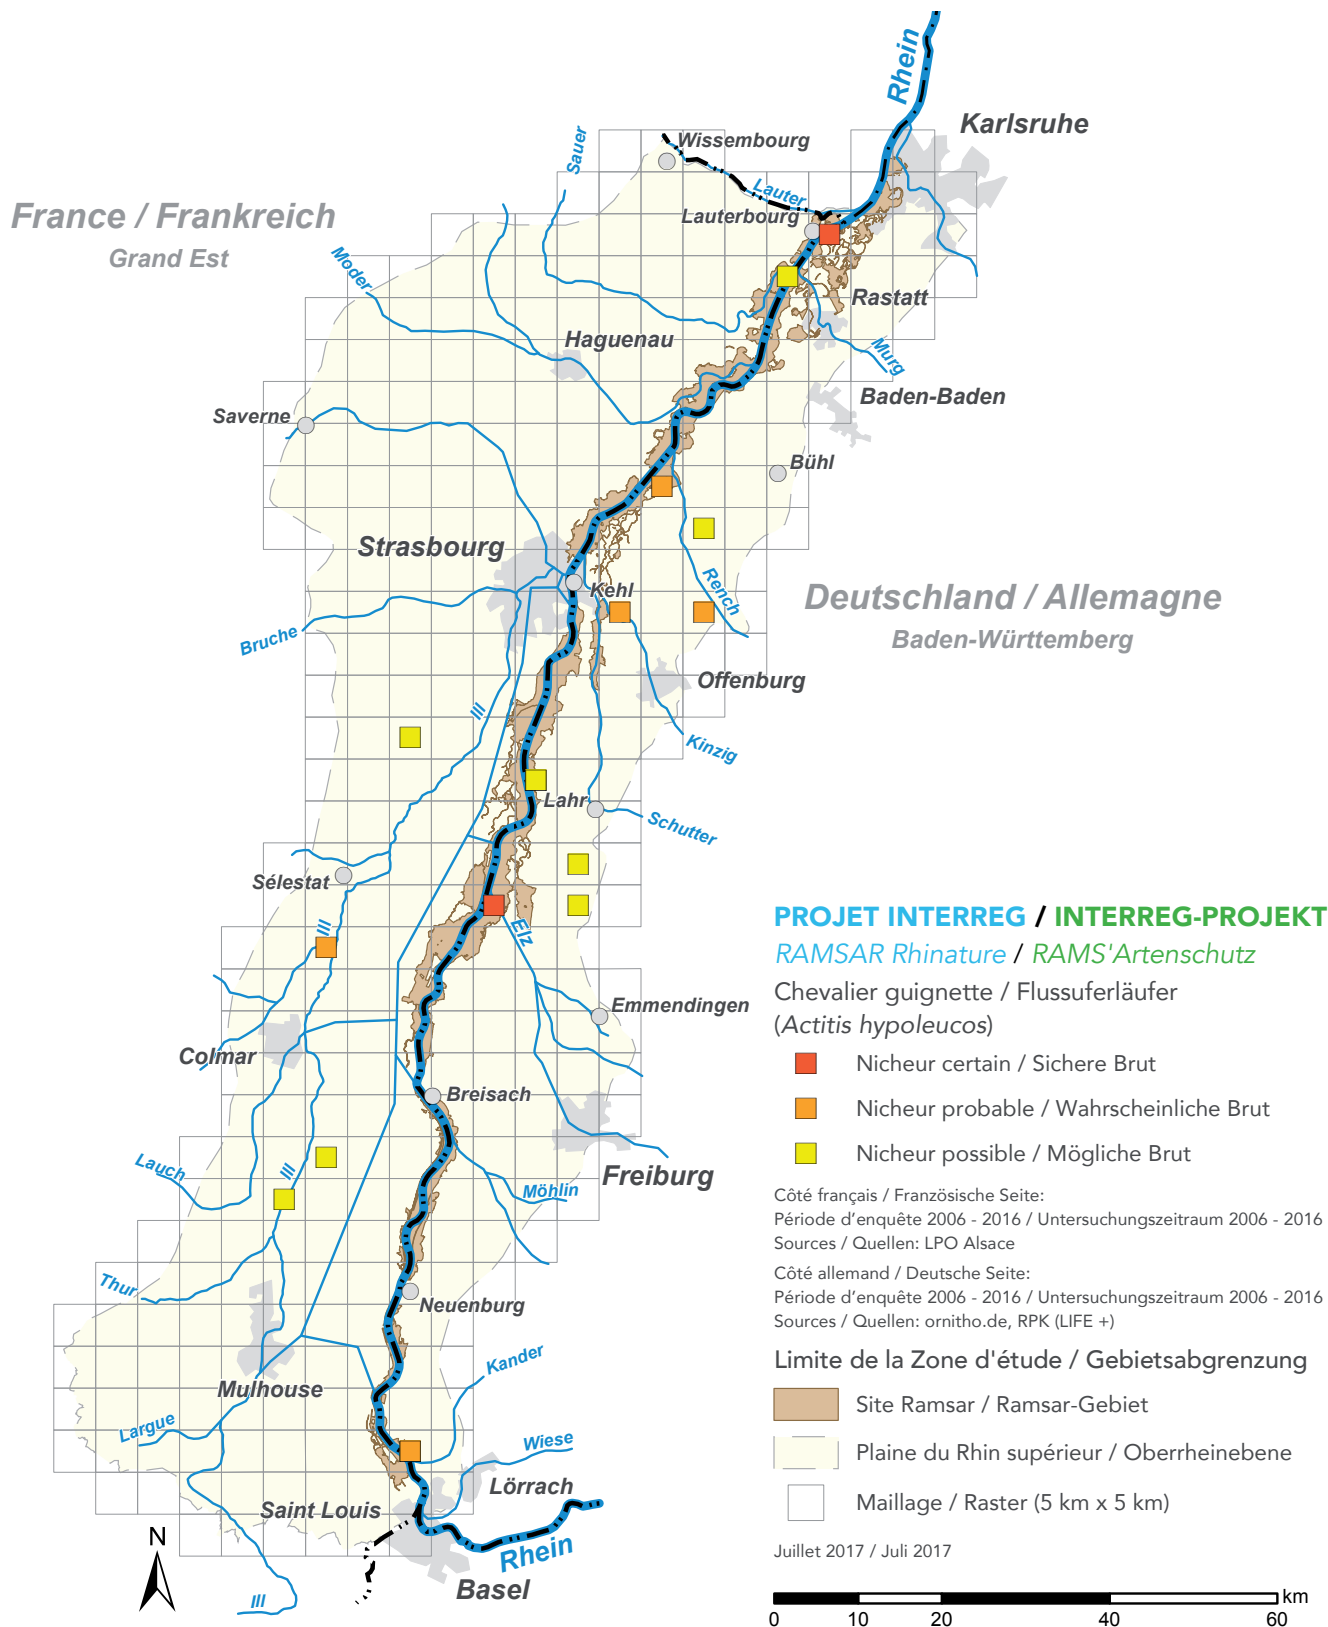 Rhein
Karlsruhe
Sauer
Wissembourg
Lauter
Lauterbourg
France / Frankreich
Grand Est
Moder
Rastatt
Haguenau
Murg
Baden-Baden
Saverne
Bühl
Strasbourg
Kehl
Rench
Deutschland / Allemagne
Baden-Württemberg
Bruche
Offenburg
Ill
Kinzig
Lahr
Schutter
Sélestat
Ill
Elz
Emmendingen
Colmar
Breisach
Freiburg
Lauch
Ill
Möhlin
Thur
Neuenburg
Kander
Mulhouse
Largue
Wiese
Lörrach
Saint Louis
Rhein
Basel
Ill
N
PROJET INTERREG / INTERREG-PROJEKT
RAMSAR Rhinature / RAMS'Artenschutz
Chevalier guignette / Flussuferläufer
(Actitis hypoleucos)
Nicheur certain / Sichere Brut
Nicheur probable / Wahrscheinliche Brut
Nicheur possible / Mögliche Brut
Côté français / Französische Seite:
Période d'enquête 2006 - 2016 / Untersuchungszeitraum 2006 - 2016
Sources / Quellen: LPO Alsace
Côté allemand / Deutsche Seite:
Période d'enquête 2006 - 2016 / Untersuchungszeitraum 2006 - 2016
Sources / Quellen: ornitho.de, RPK (LIFE +)
Limite de la Zone d'étude / Gebietsabgrenzung
Site Ramsar / Ramsar-Gebiet
Plaine du Rhin supérieur / Oberrheinebene
Maillage / Raster (5 km x 5 km)
Juillet 2017 / Juli 2017
km
0 10 20 40 60